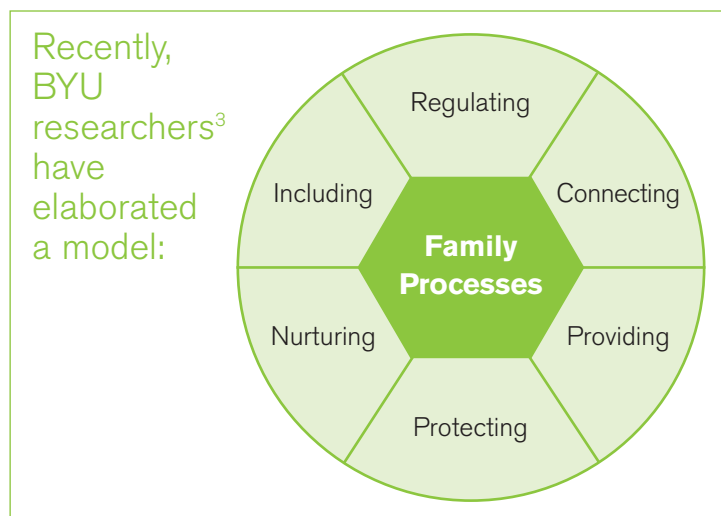 Recently,
BYU
researchers³
have
elaborated
a model:
Regulating
Including
Connecting
Family
Processes
Nurturing
Providing
Protecting